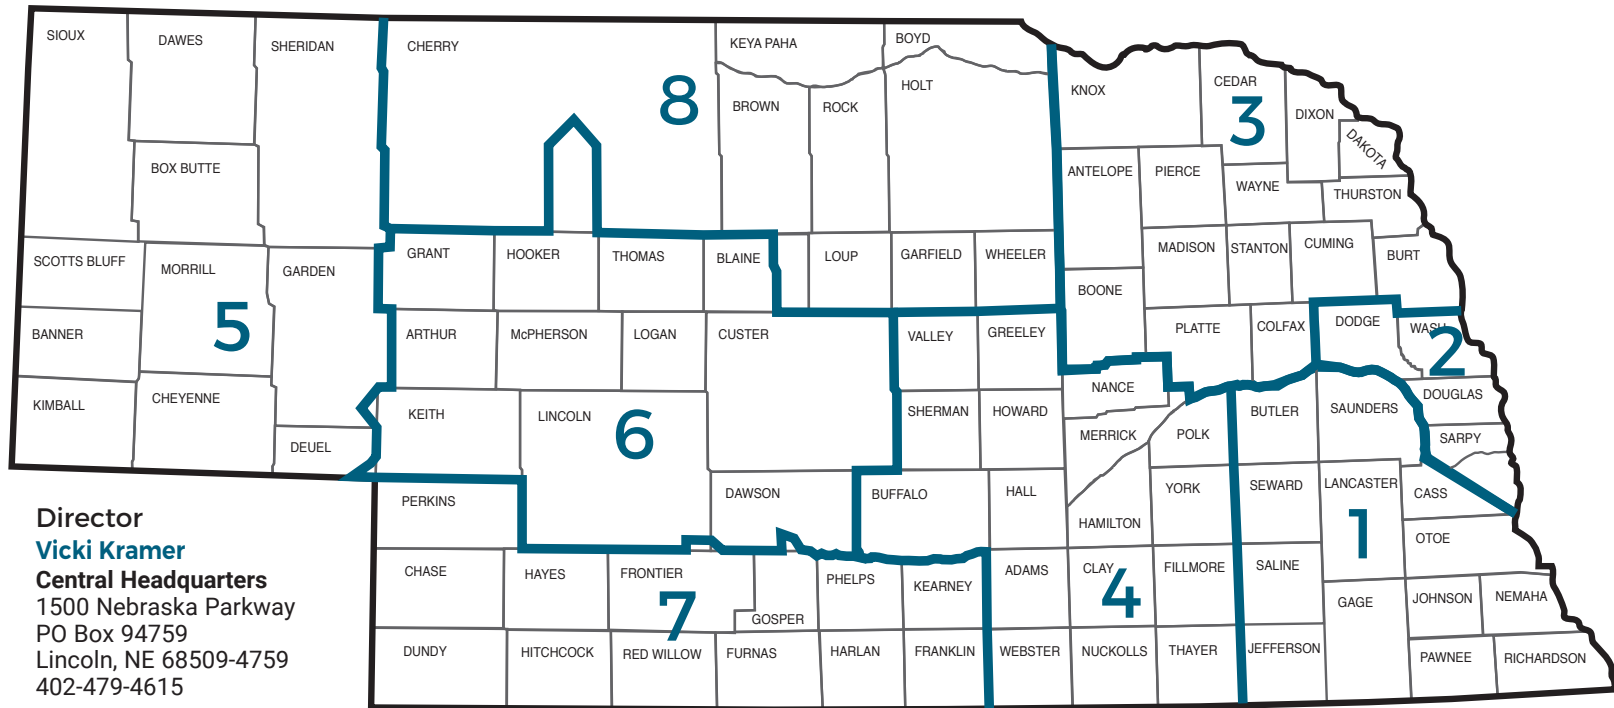 SIOUX
DAWES
SHERIDAN
CHERRY
KEYA PAHA
BOYD
8
BROWN
ROCK
HOLT
KNOX
CEDAR
3
DIXON
DAKOTA
BOX BUTTE
ANTELOPE
PIERCE
WAYNE
THURSTON
SCOTTS BLUFF
MORRILL
GARDEN
GRANT
HOOKER
THOMAS
BLAINE
LOUP
GARFIELD
WHEELER
MADISON
STANTON
CUMING
BURT
BOONE
5
BANNER
ARTHUR
McPHERSON
LOGAN
CUSTER
VALLEY
GREELEY
PLATTE
COLFAX
DODGE
WASH
2
KIMBALL
CHEYENNE
KEITH
LINCOLN
6
SHERMAN
HOWARD
NANCE
BUTLER
SAUNDERS
DOUGLAS
DEUEL
MERRICK
POLK
SARPY
PERKINS
DAWSON
BUFFALO
HALL
YORK
SEWARD
LANCASTER
CASS
HAMILTON
1
OTOE
CHASE
HAYES
FRONTIER
PHELPS
KEARNEY
ADAMS
CLAY
FILLMORE
SALINE
7
GOSPER
4
GAGE
JOHNSON
NEMAHA
DUNDY
HITCHCOCK
RED WILLOW
FURNAS
HARLAN
FRANKLIN
WEBSTER
NUCKOLLS
THAYER
JEFFERSON
PAWNEE
RICHARDSON
Director
Vicki Kramer
Central Headquarters
1500 Nebraska Parkway
PO Box 94759
Lincoln, NE 68509-4759
402-479-4615